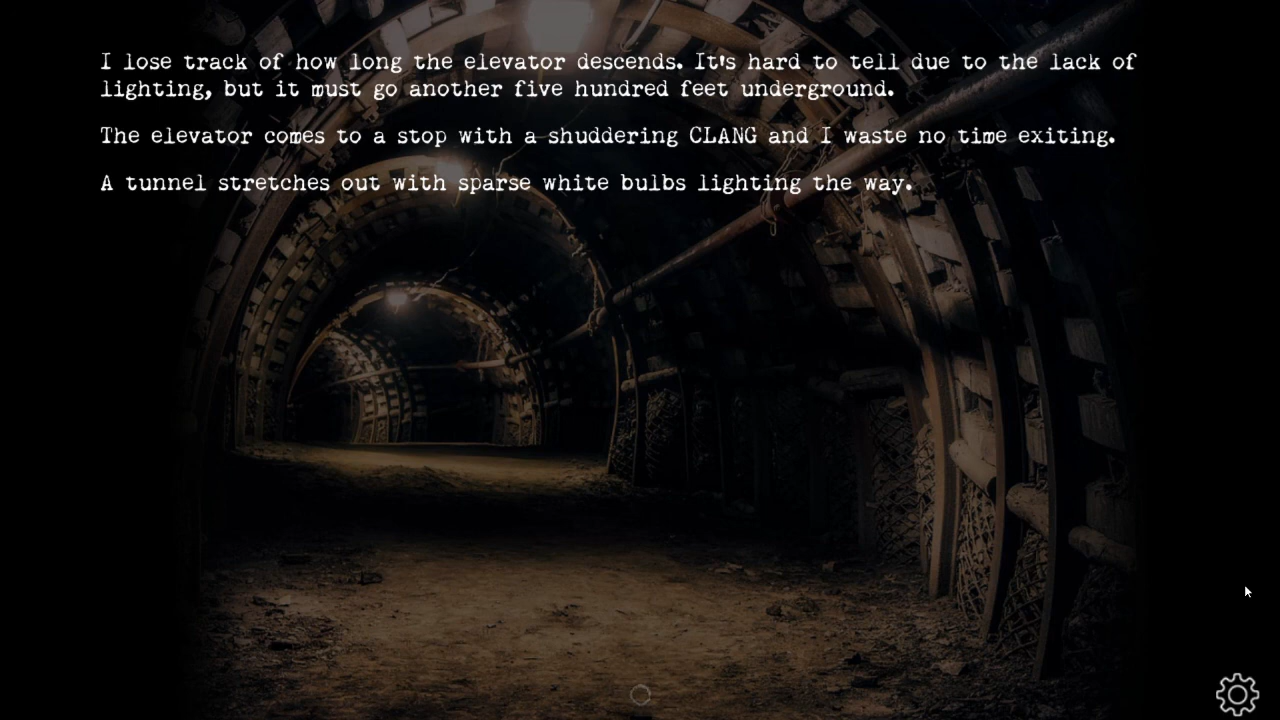 I lose track of how long the elevator descends. It's hard to tell due to the lack of
lighting, but it must go another five hundred feet underground.
The elevator comes to a stop with a shuddering CLANG and I waste no time exiting.
A tunnel stretches out with sparse white bulbs lighting the way.